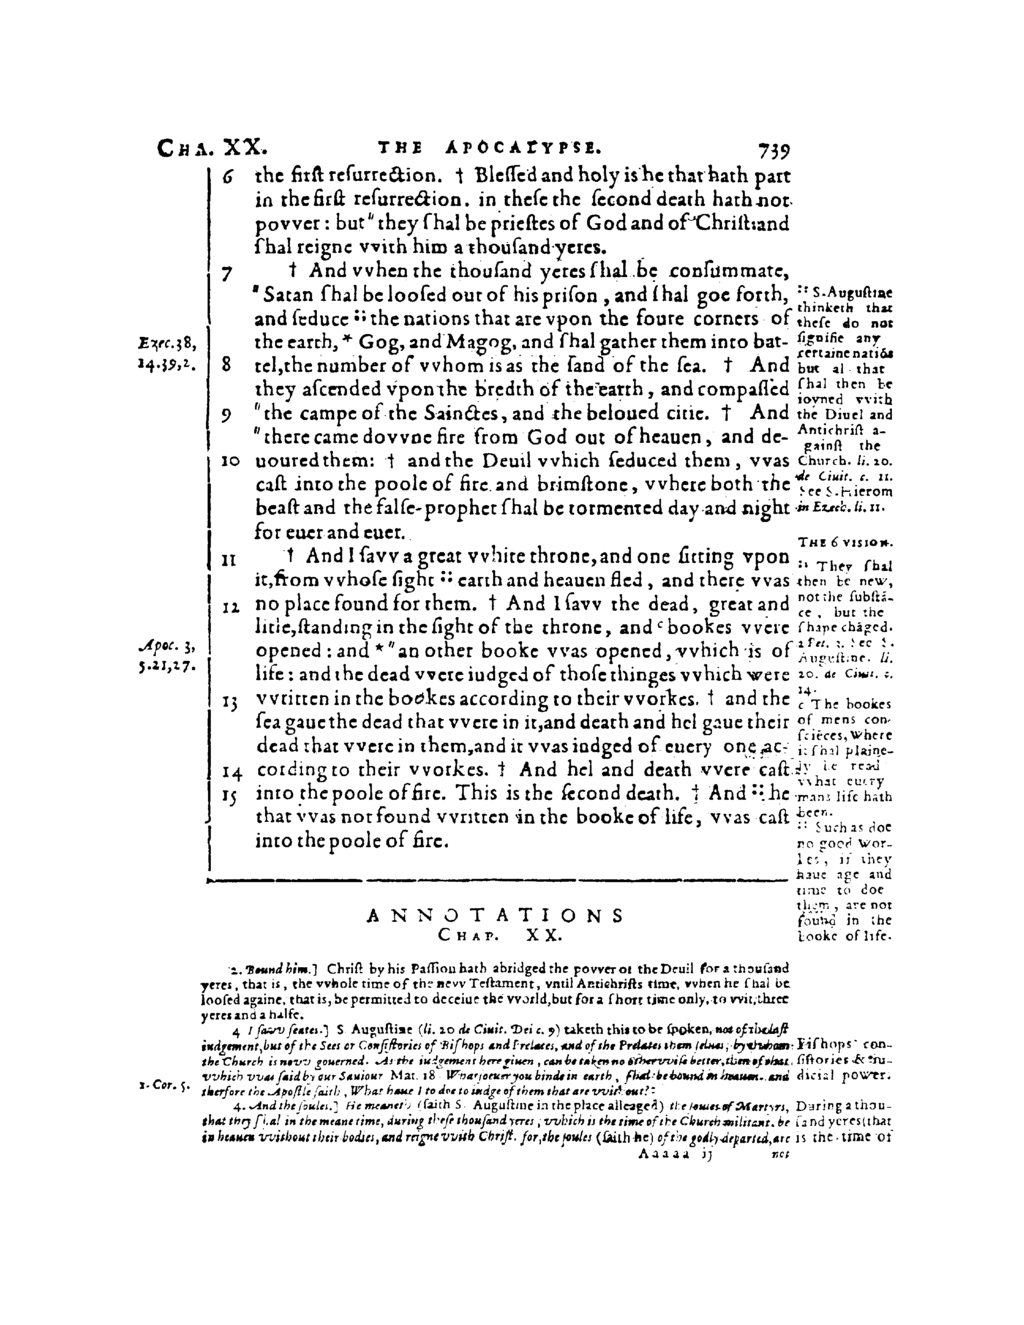 CHA. XX. THE APOCALYPSE. 739
6 the first resurrection. † Blessed and holy is he that hath part
in the first resurrection. in these the second death hath not
povver: but " they shal be priestes of God and of Christ: and
shal reigne vvith him a thousand yeres.
7 † And vvhen the thousand yeres shal be consummate,
" Satan shal be loosed out of his prison, and shal goe forth,
and seduce :: the nations that are vpon the foure corners of
the earth, * Gog, and Magog, and shal gather them into bat-
8 tel, the number of vvhom is as the sand of the sea. † And
they ascended vpon the bredth of the earth, and compassed
9 " the campe of the Sainctes, and the beloued citie. † And
" there came dovvne fire from God out of heauen, and de-
10 uoured them: † and the Deuil vvhich seduced them, vvas
cast into the poole of fire and brimstone, vvhere both the
beast and the false-prophet shal be tormented day and night
for euer and euer.
11 † And I savv a great vvhite throne, and one sitting vpon
it, from vvhose sight :: earth and heauen fled, and there vvas
12 no place found for them. † And I savv the dead, great and
litle, standing in the sight of the throne, and c bookes vvere
opened: and * " an other booke vvas opened, vvhich is of
life: and the dead vvere iudged of those thinges vvhich were
13 vvritten in the bookes according to their vvorkes. † and the
sea gaue the dead that vvere in it, and death and hel gaue their
dead that vvere in them, and it vvas iudged of euery one ac-
14 cording to their vvorkes. † And hel and death vvere cast
15 into the poole of fire. This is the second death. † And :: he
that vvas not found vvritten in the booke of life, vvas cast
into the poole of fire.
Ezec. 38,
14. 39, 2.
Apoc. 3,
5. 21, 27.
:: S. Augustine
thinketh that
these do not
signifie any
certaine natiōs
but al that
shal then be
ioyned vvith
the Diuel and
Antichrist a-
gainst the
Church. li. 20.
de Ciuit. c. 11.
See S. Hierom
in Ezech. li. 11.
THE 6 VISION.
:: They shal
then be new,
not the substā-
ce, but the
shape chāged.
2 Pet. 3. See S.
Augustine. li.
20. de Ciuit. c.
14.
c The bookes
of mens con-
sciēces, where
it shal plaine-
ly be read
vvhat euery
mans life hath
been.
:: Such as doe
no good wor-
kes, if they
haue age and
time to doe
them, are not
found in the
booke of life.
ANNOTATIONS
CHAP. XX.
2. Bound him.] Christ by his Passion hath abridged the povver of the Deuil for a thousand
yeres, that is, the vvhole time of the nevv Testament, vntil Antichrists time, vvhen he shal be
loosed againe, that is, be permitted to deceiue the vvorld, but for a short time only, to vvit, three
yeres and a halfe.
4 I savv seates.] S. Augustine (li. 20 de Ciuit. Dei c. 9) taketh this to be spoken, not of the last
iudgement, but of the Sees or Consistories of Bishops and Prelates, and of the Prelates them selues, by vvhom
the Church is novv gouerned. As the iudgement here giuen, can be taken no othervvise better, then of that
vvhich vvas said by our Sauiour Mat. 18 Whatsoeuer you binde in earth, shal be bound in heauen. and
therfore the Apostle saith, What haue I to doe to iudge of them that are vvithout?
1. Cor. 5.
Bishops con-
sistories & iu-
dicial power.
4. And the soules.] He meaneth (saith S. Augustine in the place alleaged) the soules of Martyrs,
that they shal in the meane time, during these thousand yeres, vvhich is the time of the Church militant, be
in heauen vvithout their bodies, and reigne vvith Christ. for, the soules (saith he) of the godly departed, are
During a thou-
sand yeres (that
is the time of
Aaaaa ij not